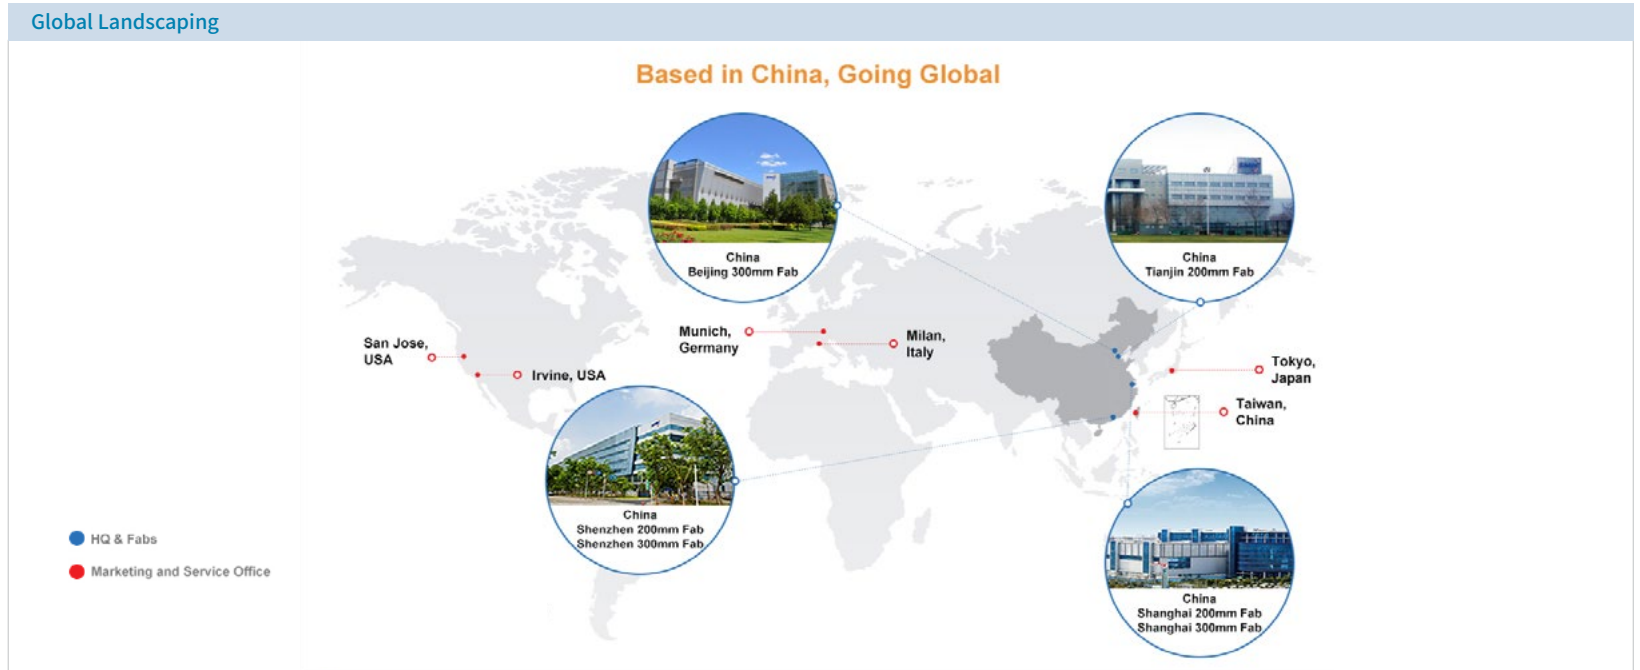 Global Landscaping
Based in China, Going Global
China
Beijing 300mm Fab
China
Tianjin 200mm Fab
San Jose,
USA
Irvine, USA
Munich,
Germany
Milan,
Italy
Tokyo,
Japan
Taiwan,
China
China
Shenzhen 200mm Fab
Shenzhen 300mm Fab
China
Shanghai 200mm Fab
Shanghai 300mm Fab
HQ & Fabs
Marketing and Service Office